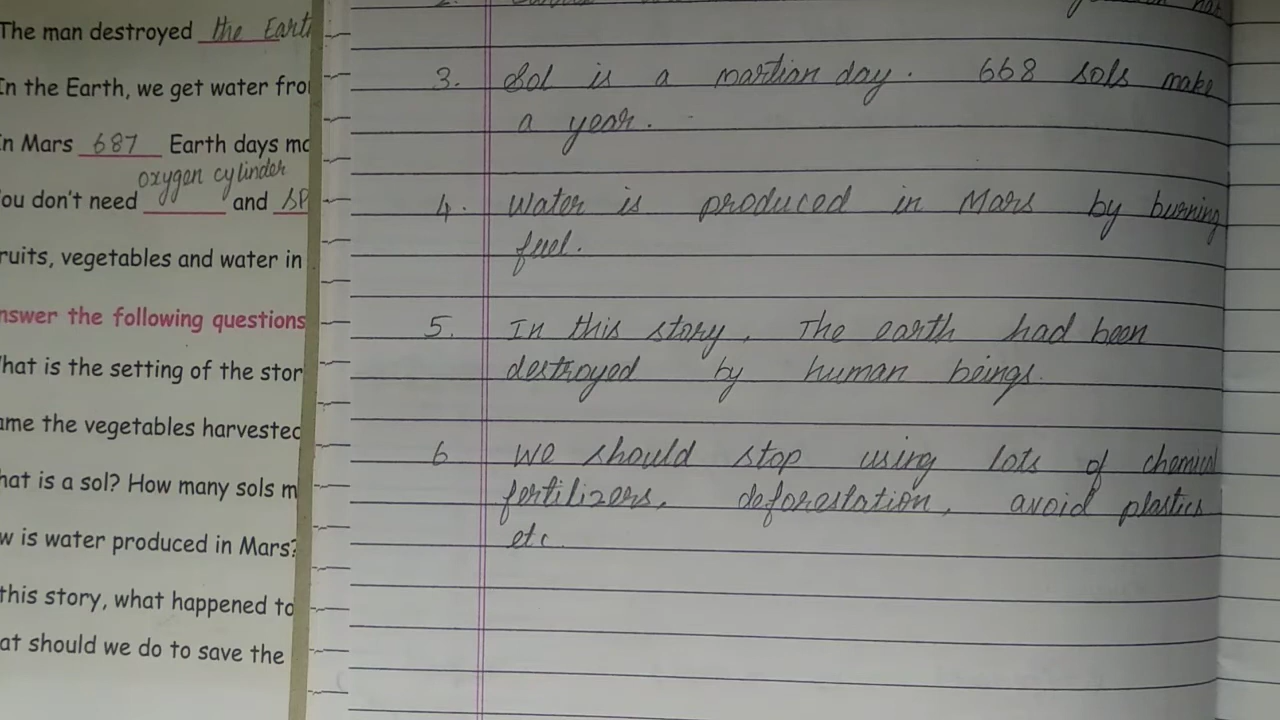 The man destroyed the Earth
In the Earth, we get water fro
In Mars 687 Earth days mo
oxygen cylinder
You don't need and sp
ruits, vegetables and water in
nswer the following questions
hat is the setting of the stor
ame the vegetables harvested
hat is a sol? How many sols m
w is water produced in Mars?
this story, what happened to
at should we do to save the
3. Sol is a martian day. 668 sols make
a year.
4. Water is produced in Mars by burning
fuel.
5. In this story, The earth had been
destroyed by human beings.
6 We should stop using lots of chemical
fertilizers, deforestation, avoid plastics
etc.